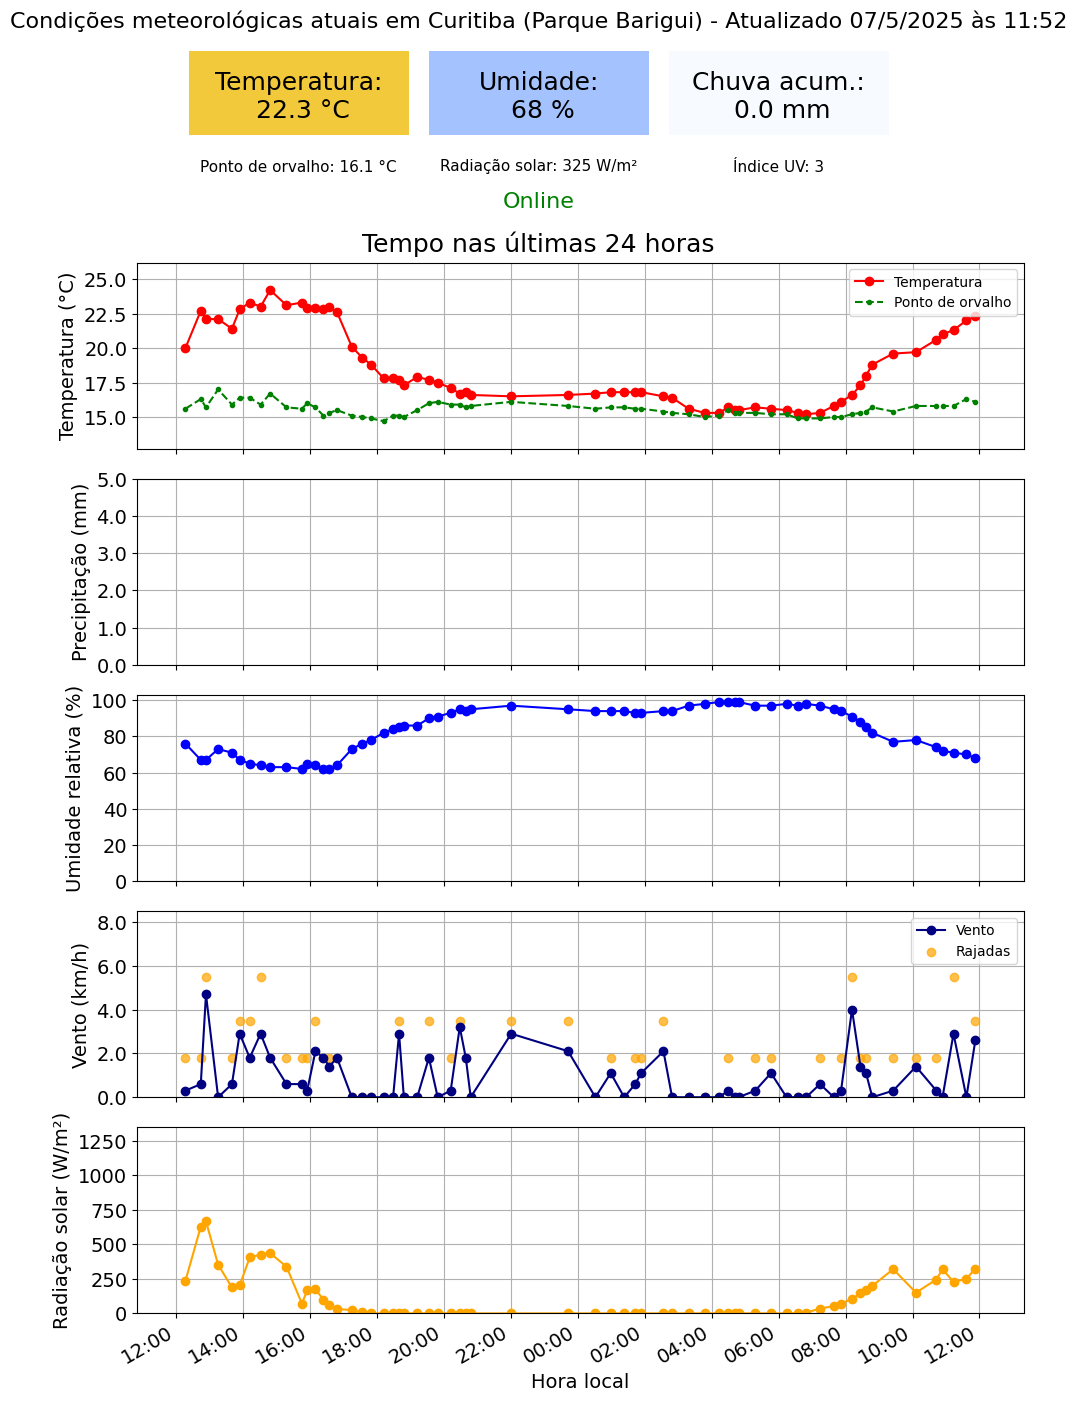 Condições meteorológicas atuais em Curitiba (Parque Barigui) - Atualizado 07/5/2025 às 11:52
Temperatura:
22.3 °C
Umidade:
68 %
Chuva acum.:
0.0 mm
Ponto de orvalho: 16.1 °C
Radiação solar: 325 W/m²
Índice UV: 3
Online
Tempo nas últimas 24 horas
Temperatura (°C)
25.0
22.5
20.0
17.5
15.0
Temperatura
Ponto de orvalho
Precipitação (mm)
5.0
4.0
3.0
2.0
1.0
0.0
Umidade relativa (%)
100
80
60
40
20
0
Vento (km/h)
8.0
6.0
4.0
2.0
0.0
Vento
Rajadas
Radiação solar (W/m²)
1250
1000
750
500
250
0
12:00
14:00
16:00
18:00
20:00
22:00
00:00
02:00
04:00
06:00
08:00
10:00
12:00
Hora local